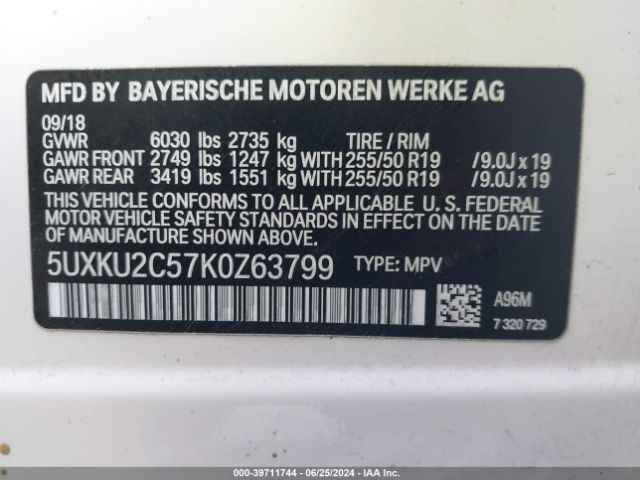 MFD BY BAYERISCHE MOTOREN WERKE AG
09/18
GVWR 6030 lbs 2735 kg TIRE / RIM
GAWR FRONT 2749 lbs 1247 kg WITH 255/50 R19 /9.0J x 19
GAWR REAR 3419 lbs 1551 kg WITH 255/50 R19 /9.0J x 19
THIS VEHICLE CONFORMS TO ALL APPLICABLE U. S. FEDERAL
MOTOR VEHICLE SAFETY STANDARDS IN EFFECT ON THE DATE
OF MANUFACTURE SHOWN ABOVE.
5UXKU2C57K0Z63799 TYPE: MPV
A96M
7 320 729
000-39711744 / 06/25/2024 / IAAI.COM